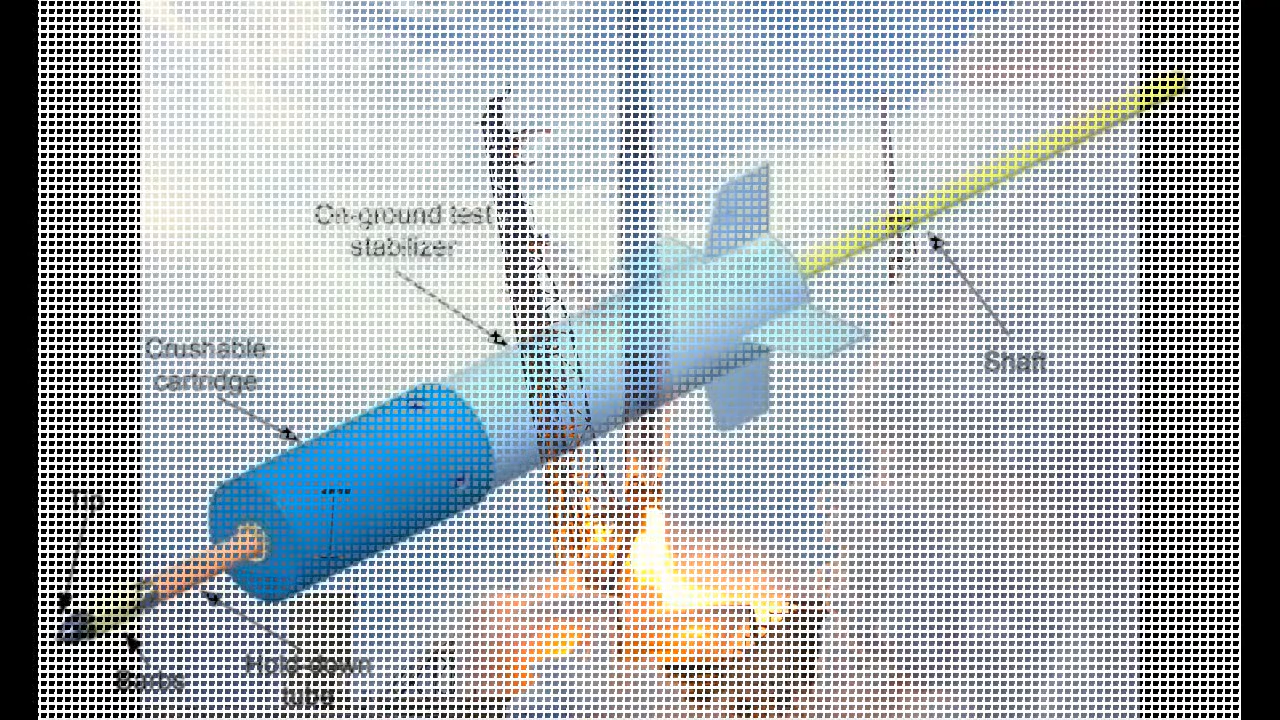 On-ground test
stabilizer
Crushable
cartridge
Shaft
Tip
Barbs
Hold down
tube